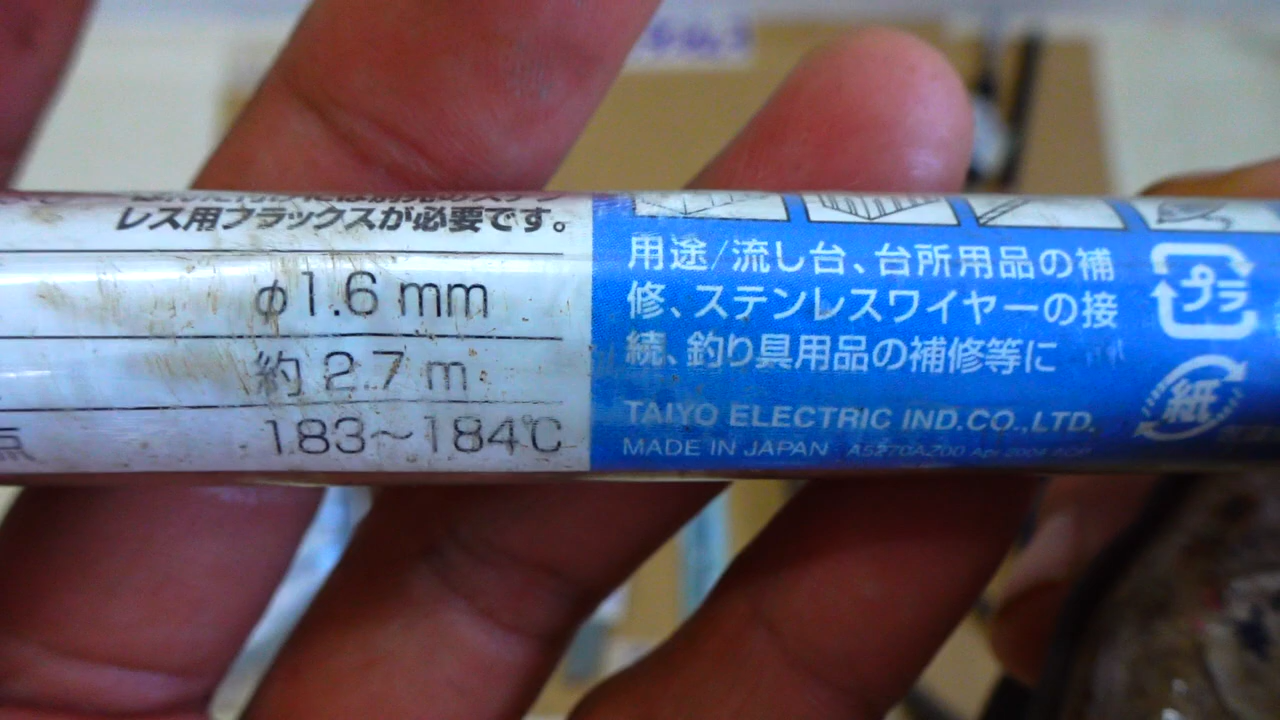 レス用フラックスが必要です。
φ1.6 mm
約 2.7 m
点 183~184℃
用途/流し台、台所用品の補
修、ステンレスワイヤーの接
続、釣り具用品の補修等に
TAIYO ELECTRIC IND.CO.,LTD.
MADE IN JAPAN A5270AZ00 Apr 2004
プラ
紙